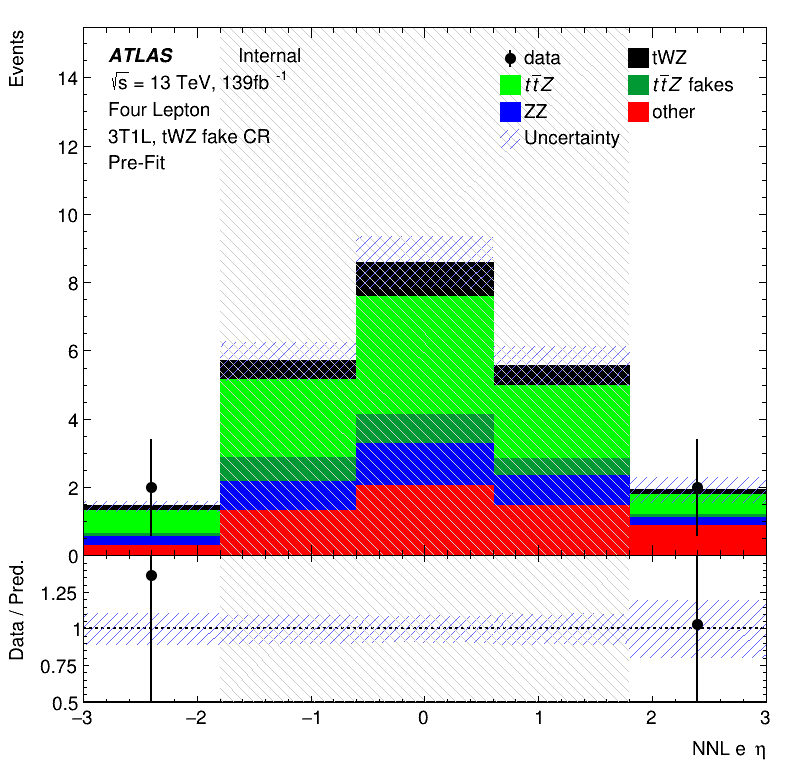 Events
ATLAS Internal
√s = 13 TeV, 139fb⁻¹
Four Lepton
3T1L, tWZ fake CR
Pre-Fit
data tWZ
tt̄Z tt̄Z fakes
ZZ other
Uncertainty
14
12
10
8
6
4
2
0
Data / Pred.
1.25
1
0.75
0.5
−3 −2 −1 0 1 2 3
NNL e η